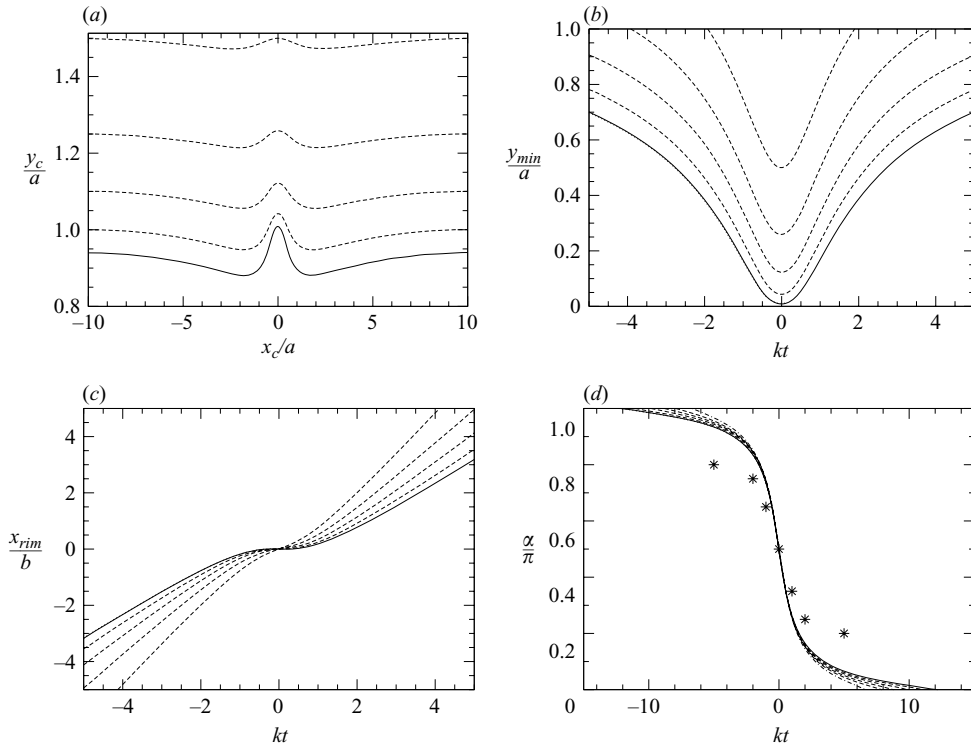 (a)
1.4
1.2
1.0
0.8
y_c/a
–10 –5 0 5 10
x_c/a
(b)
1.0
0.8
0.6
0.4
0.2
0
y_min/a
–4 –2 0 2 4
kt
(c)
4
2
0
–2
–4
x_rim/b
–4 –2 0 2 4
kt
(d)
1.0
0.8
0.6
0.4
0.2
0
α/π
–10 0 10
kt